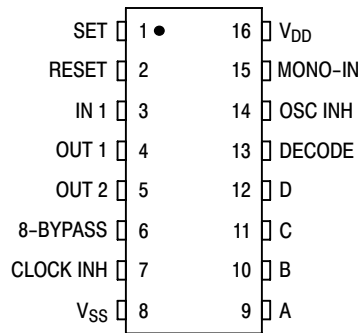 SET 1 16 VDD
RESET 2 15 MONO-IN
IN 1 3 14 OSC INH
OUT 1 4 13 DECODE
OUT 2 5 12 D
8-BYPASS 6 11 C
CLOCK INH 7 10 B
VSS 8 9 A